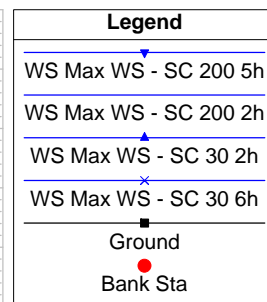 Legend
WS Max WS - SC 200 5h
WS Max WS - SC 200 2h
WS Max WS - SC 30 2h
WS Max WS - SC 30 6h
Ground
Bank Sta